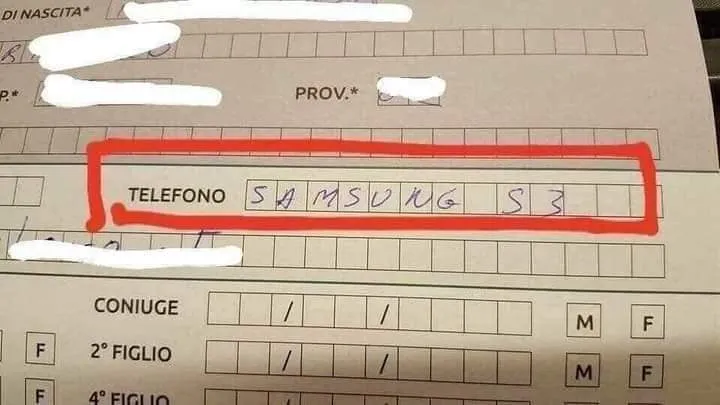 DI NASCITA*
P.* PROV.*
TELEFONO SAMSUNG S3
CONIUGE / / M F
F 2° FIGLIO / / M F
F 4° FIGLIO